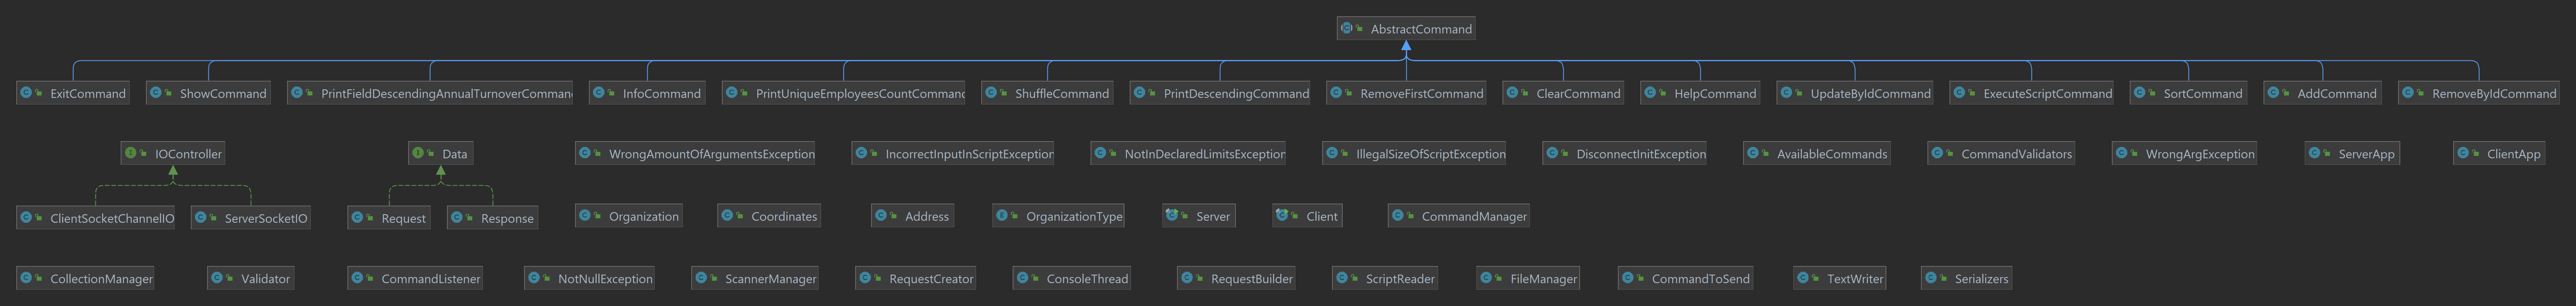 AbstractCommand
ExitCommand ShowCommand PrintFieldDescendingAnnualTurnoverComman InfoCommand PrintUniqueEmployeesCountCommand ShuffleCommand PrintDescendingCommand RemoveFirstCommand ClearCommand HelpCommand UpdateByIdCommand ExecuteScriptCommand SortCommand AddCommand RemoveByIdCommand
IOController Data WrongAmountOfArgumentsException IncorrectInputInScriptException NotInDeclaredLimitsException IllegalSizeOfScriptException DisconnectInitException AvailableCommands CommandValidators WrongArgException ServerApp ClientApp
ClientSocketChannelIO ServerSocketIO Request Response Organization Coordinates Address OrganizationType Server Client CommandManager
CollectionManager Validator CommandListener NotNullException ScannerManager RequestCreator ConsoleThread RequestBuilder ScriptReader FileManager CommandToSend TextWriter Serializers